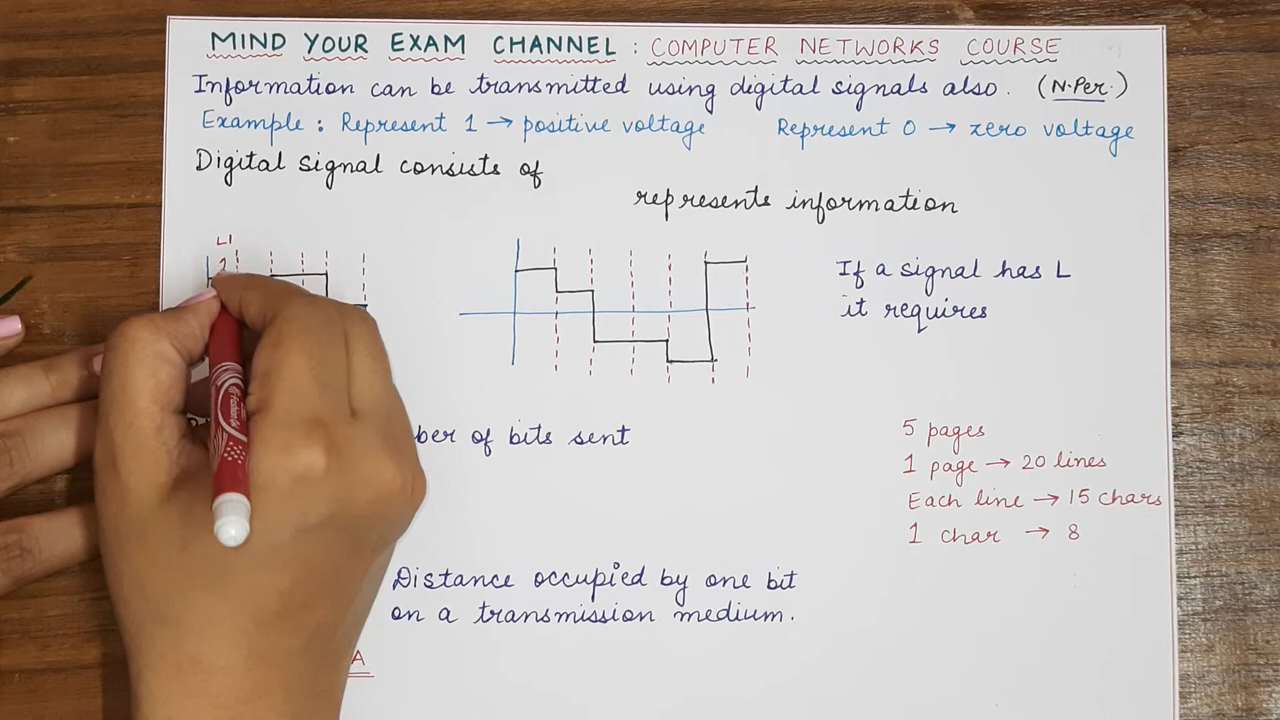 MIND YOUR EXAM CHANNEL : COMPUTER NETWORKS COURSE
Information can be transmitted using digital signals also. (N.Per.)
Example : Represent 1 → positive voltage Represent 0 → zero voltage
Digital signal consists of
represents information
L1
1
If a signal has L
it requires
ber of bits sent
5 pages
1 page → 20 lines
Each line → 15 chars
1 char → 8
Distance occupied by one bit
on a transmission medium.
A